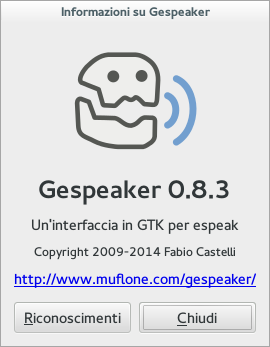 Informazioni su Gespeaker
Gespeaker 0.8.3
Un'interfaccia in GTK per espeak
Copyright 2009-2014 Fabio Castelli
http://www.muflone.com/gespeaker/
Riconoscimenti
Chiudi